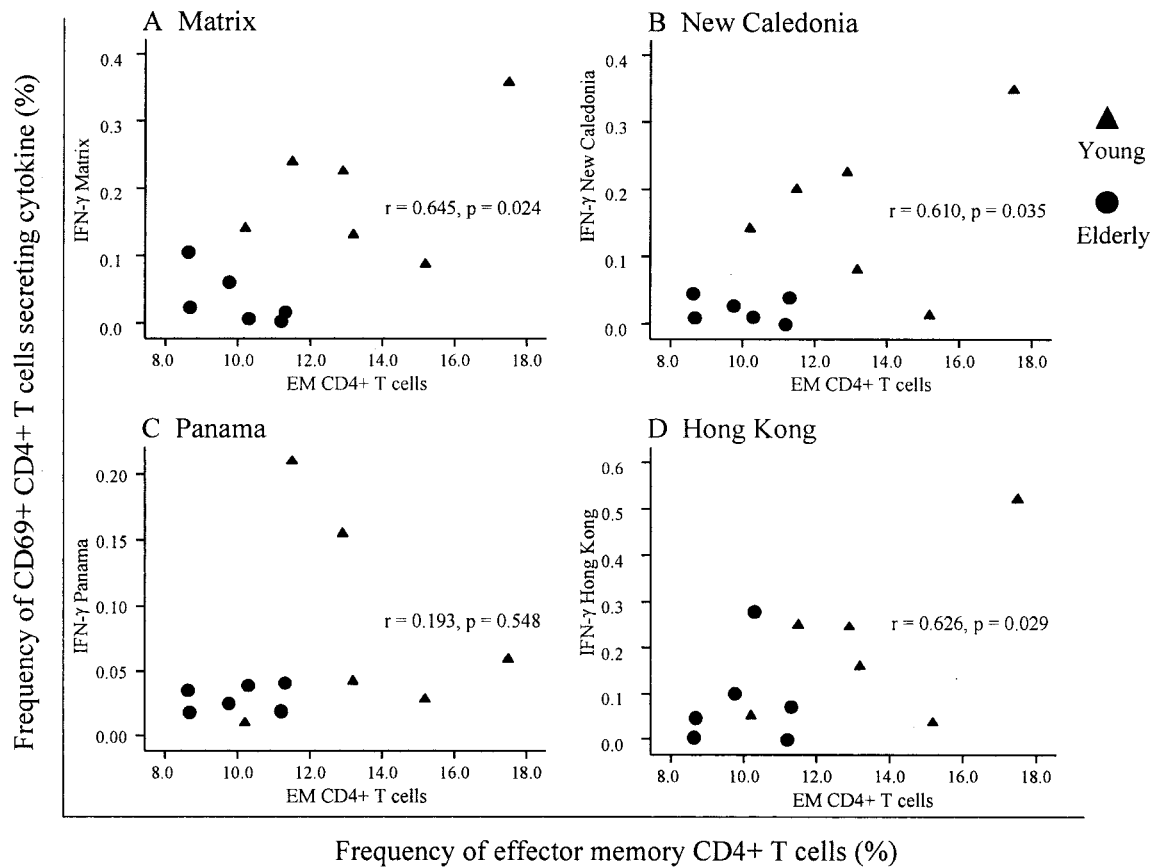 A Matrix
IFN-γ Matrix
0.4
0.3
0.2
0.1
0.0
r = 0.645, p = 0.024
8.0 10.0 12.0 14.0 16.0 18.0
EM CD4+ T cells
B New Caledonia
IFN-γ New Caledonia
0.4
0.3
0.2
0.1
0.0
r = 0.610, p = 0.035
8.0 10.0 12.0 14.0 16.0 18.0
EM CD4+ T cells
Young
Elderly
C Panama
IFN-γ Panama
0.20
0.15
0.10
0.05
0.00
r = 0.193, p = 0.548
8.0 10.0 12.0 14.0 16.0 18.0
EM CD4+ T cells
D Hong Kong
IFN-γ Hong Kong
0.6
0.5
0.4
0.3
0.2
0.1
0.0
r = 0.626, p = 0.029
8.0 10.0 12.0 14.0 16.0 18.0
EM CD4+ T cells
Frequency of CD69+ CD4+ T cells secreting cytokine (%)
Frequency of effector memory CD4+ T cells (%)